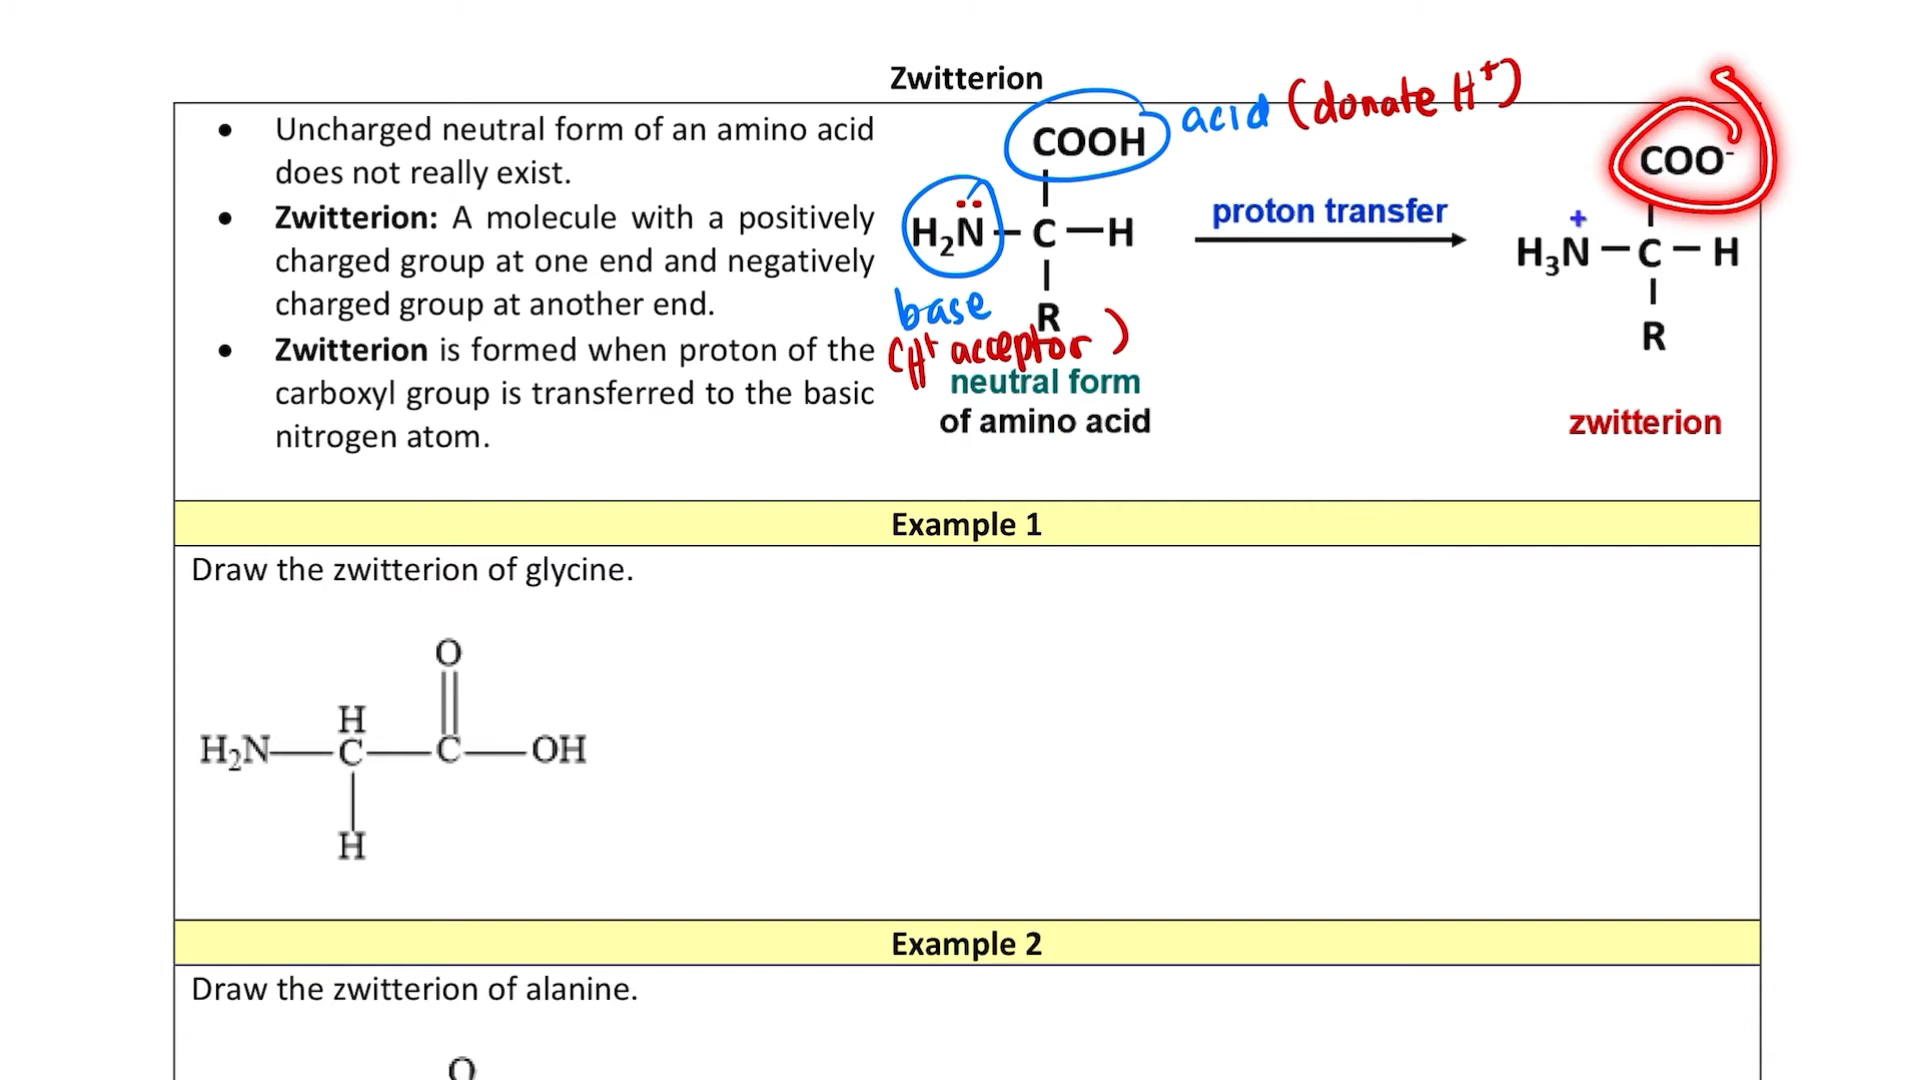 Zwitterion
• Uncharged neutral form of an amino acid
does not really exist.
• Zwitterion: A molecule with a positively
charged group at one end and negatively
charged group at another end.
• Zwitterion is formed when proton of the
carboxyl group is transferred to the basic
nitrogen atom.
COOH acid (donate H⁺)
H₂N – C – H
base
R
(H⁺ acceptor)
neutral form
of amino acid
proton transfer
COO⁻
+
H₃N – C – H
R
zwitterion
Example 1
Draw the zwitterion of glycine.
O
H
H₂N—C—C—OH
H
Example 2
Draw the zwitterion of alanine.
O